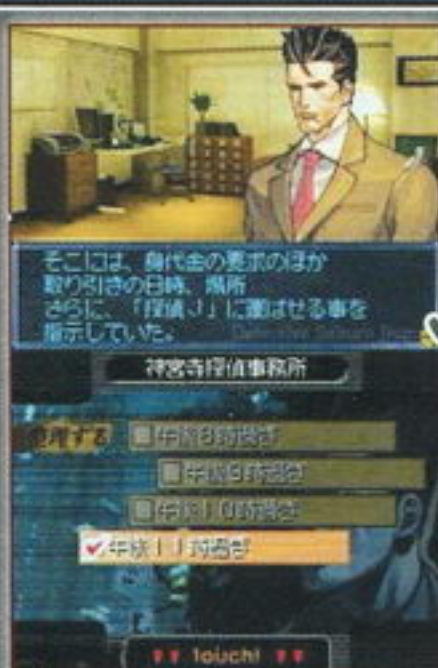 そこには、身代金の要求のほか
取り引きの日時、場所
さらに、「探偵J」に運ばせる事を
指示していた。
神宮寺探偵事務所
整理する
午後8時過ぎ
午後9時過ぎ
午後10時過ぎ
午後11時過ぎ
touch!